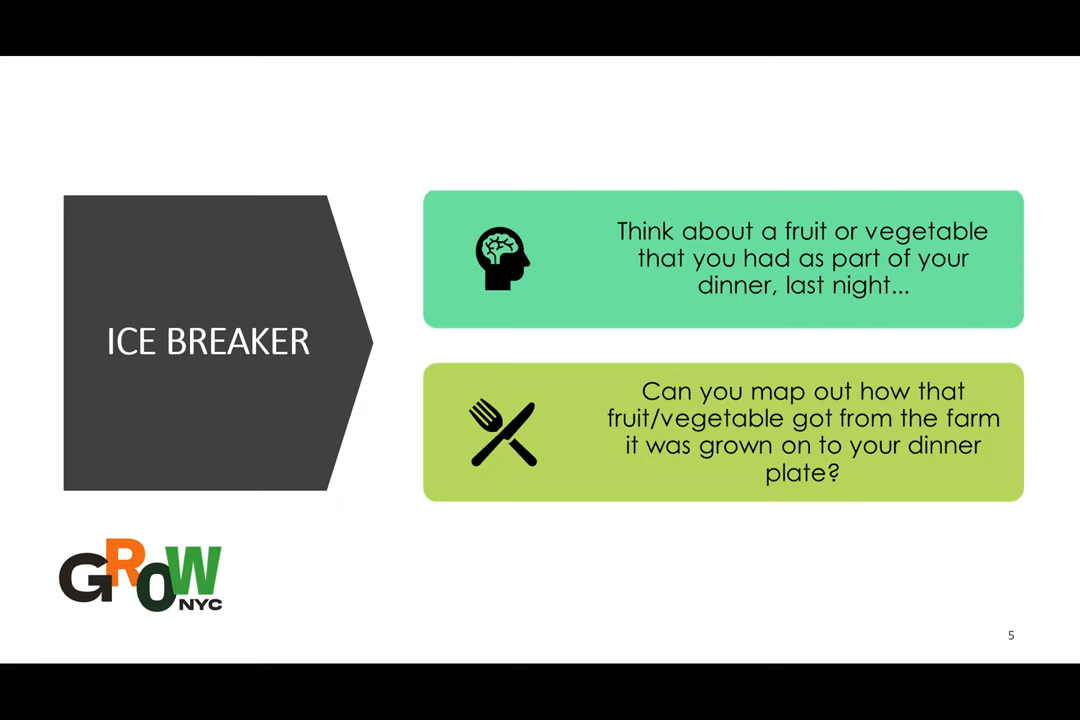 ICE BREAKER
Think about a fruit or vegetable
that you had as part of your
dinner, last night...
Can you map out how that
fruit/vegetable got from the farm
it was grown on to your dinner
plate?
GROW
NYC
5